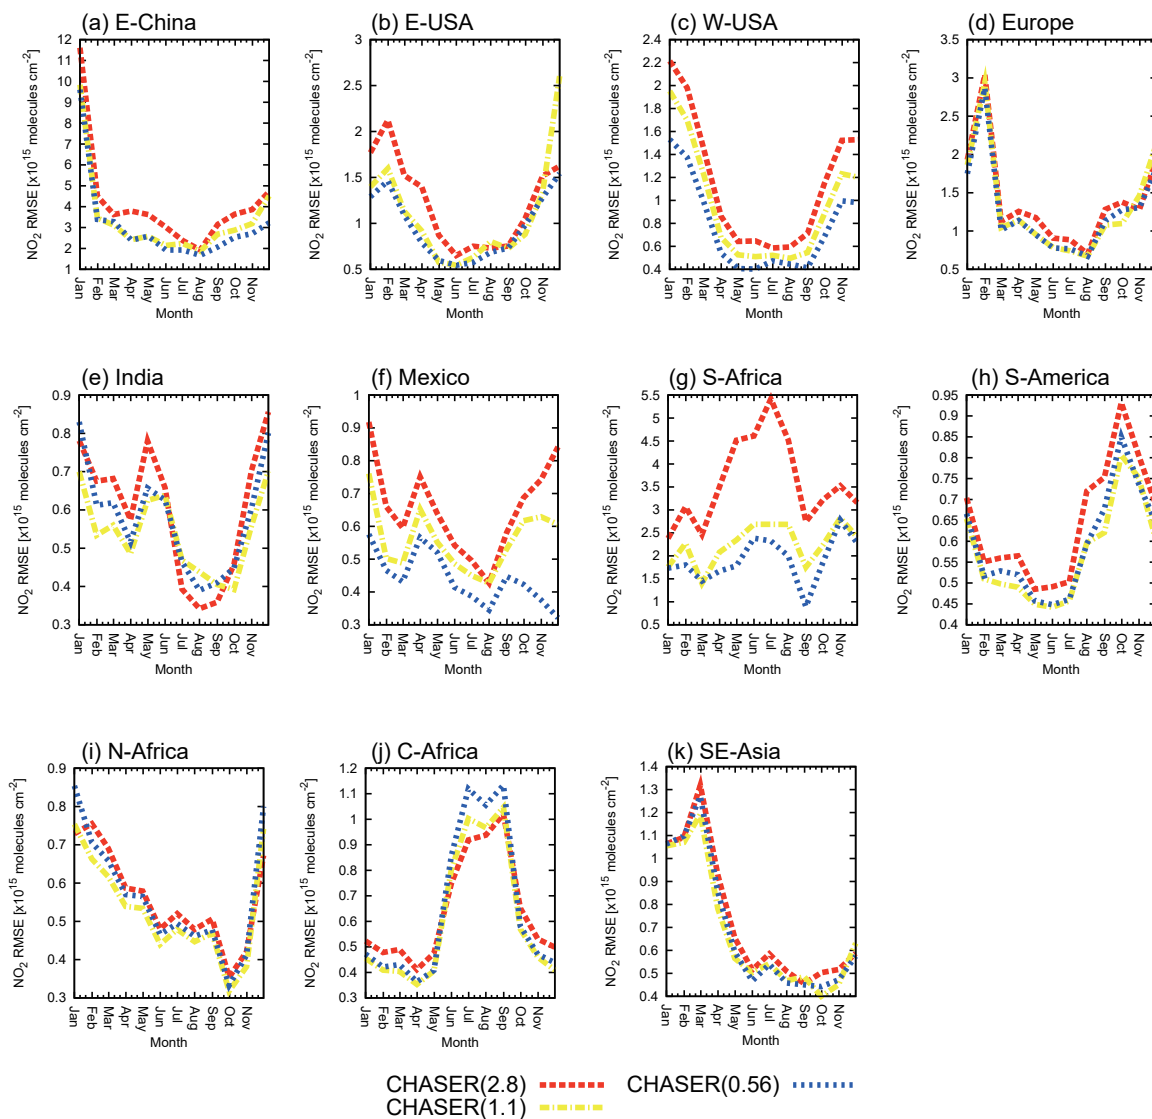 (a) E-China
(b) E-USA
(c) W-USA
(d) Europe
NO2 RMSE [x10^15 molecules cm^-2]
12
11
10
9
8
7
6
5
4
3
2
1
Jan Feb Mar Apr May Jun Jul Aug Sep Oct Nov
Month
NO2 RMSE [x10^15 molecules cm^-2]
3
2.5
2
1.5
1
0.5
Jan Feb Mar Apr May Jun Jul Aug Sep Oct Nov
Month
NO2 RMSE [x10^15 molecules cm^-2]
2.4
2.2
2
1.8
1.6
1.4
1.2
1
0.8
0.6
0.4
Jan Feb Mar Apr May Jun Jul Aug Sep Oct Nov
Month
NO2 RMSE [x10^15 molecules cm^-2]
3.5
3
2.5
2
1.5
1
0.5
Jan Feb Mar Apr May Jun Jul Aug Sep Oct Nov
Month
(e) India
(f) Mexico
(g) S-Africa
(h) S-America
NO2 RMSE [x10^15 molecules cm^-2]
0.9
0.8
0.7
0.6
0.5
0.4
0.3
Jan Feb Mar Apr May Jun Jul Aug Sep Oct Nov
Month
NO2 RMSE [x10^15 molecules cm^-2]
1
0.9
0.8
0.7
0.6
0.5
0.4
0.3
Jan Feb Mar Apr May Jun Jul Aug Sep Oct Nov
Month
NO2 RMSE [x10^15 molecules cm^-2]
5.5
5
4.5
4
3.5
3
2.5
2
1.5
1
0.5
Jan Feb Mar Apr May Jun Jul Aug Sep Oct Nov
Month
NO2 RMSE [x10^15 molecules cm^-2]
0.95
0.9
0.85
0.8
0.75
0.7
0.65
0.6
0.55
0.5
0.45
0.4
Jan Feb Mar Apr May Jun Jul Aug Sep Oct Nov
Month
(i) N-Africa
(j) C-Africa
(k) SE-Asia
NO2 RMSE [x10^15 molecules cm^-2]
0.9
0.8
0.7
0.6
0.5
0.4
0.3
Jan Feb Mar Apr May Jun Jul Aug Sep Oct Nov
Month
NO2 RMSE [x10^15 molecules cm^-2]
1.2
1.1
1
0.9
0.8
0.7
0.6
0.5
0.4
0.3
Jan Feb Mar Apr May Jun Jul Aug Sep Oct Nov
Month
NO2 RMSE [x10^15 molecules cm^-2]
1.4
1.3
1.2
1.1
1
0.9
0.8
0.7
0.6
0.5
0.4
Jan Feb Mar Apr May Jun Jul Aug Sep Oct Nov
Month
CHASER(2.8)
CHASER(0.56)
CHASER(1.1)